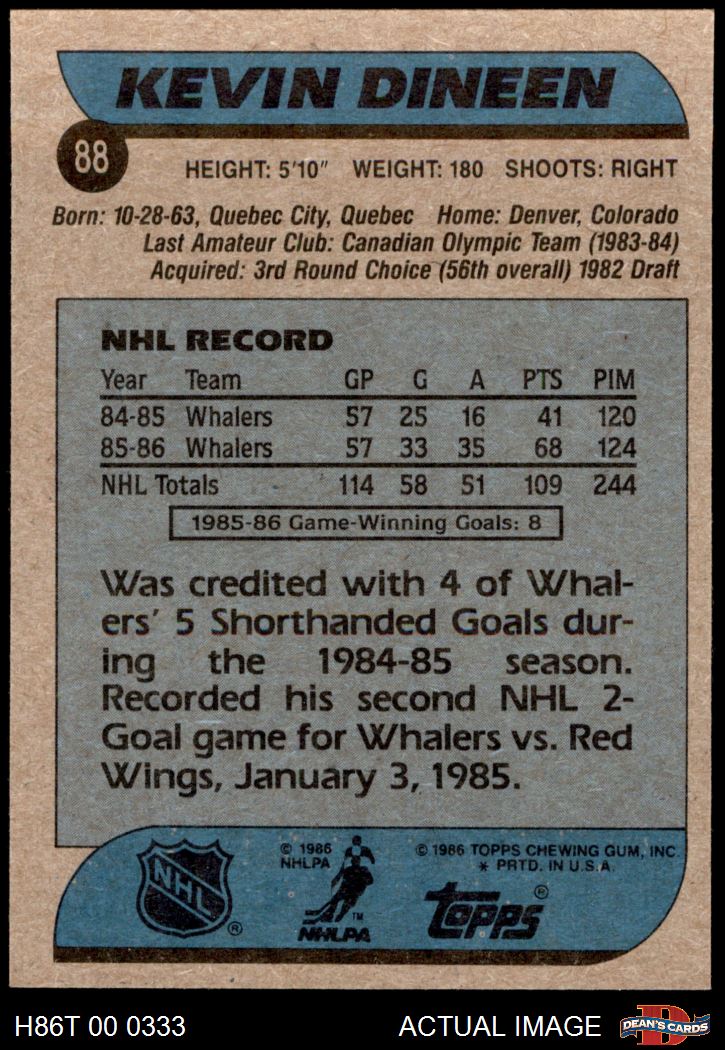 KEVIN DINEEN
88
HEIGHT: 5'10" WEIGHT: 180 SHOOTS: RIGHT
Born: 10-28-63, Quebec City, Quebec Home: Denver, Colorado
Last Amateur Club: Canadian Olympic Team (1983-84)
Acquired: 3rd Round Choice (56th overall) 1982 Draft
NHL RECORD
Year Team GP G A PTS PIM
84-85 Whalers 57 25 16 41 120
85-86 Whalers 57 33 35 68 124
NHL Totals 114 58 51 109 244
1985-86 Game-Winning Goals: 8
Was credited with 4 of Whal-
ers' 5 Shorthanded Goals dur-
ing the 1984-85 season.
Recorded his second NHL 2-
Goal game for Whalers vs. Red
Wings, January 3, 1985.
NHL ®
© 1986
NHLPA
TM
NHLPA
© 1986 TOPPS CHEWING GUM, INC.
* PRTD. IN U.S.A.
topps ®
H86T 00 0333 ACTUAL IMAGE
D
DEAN'S CARDS